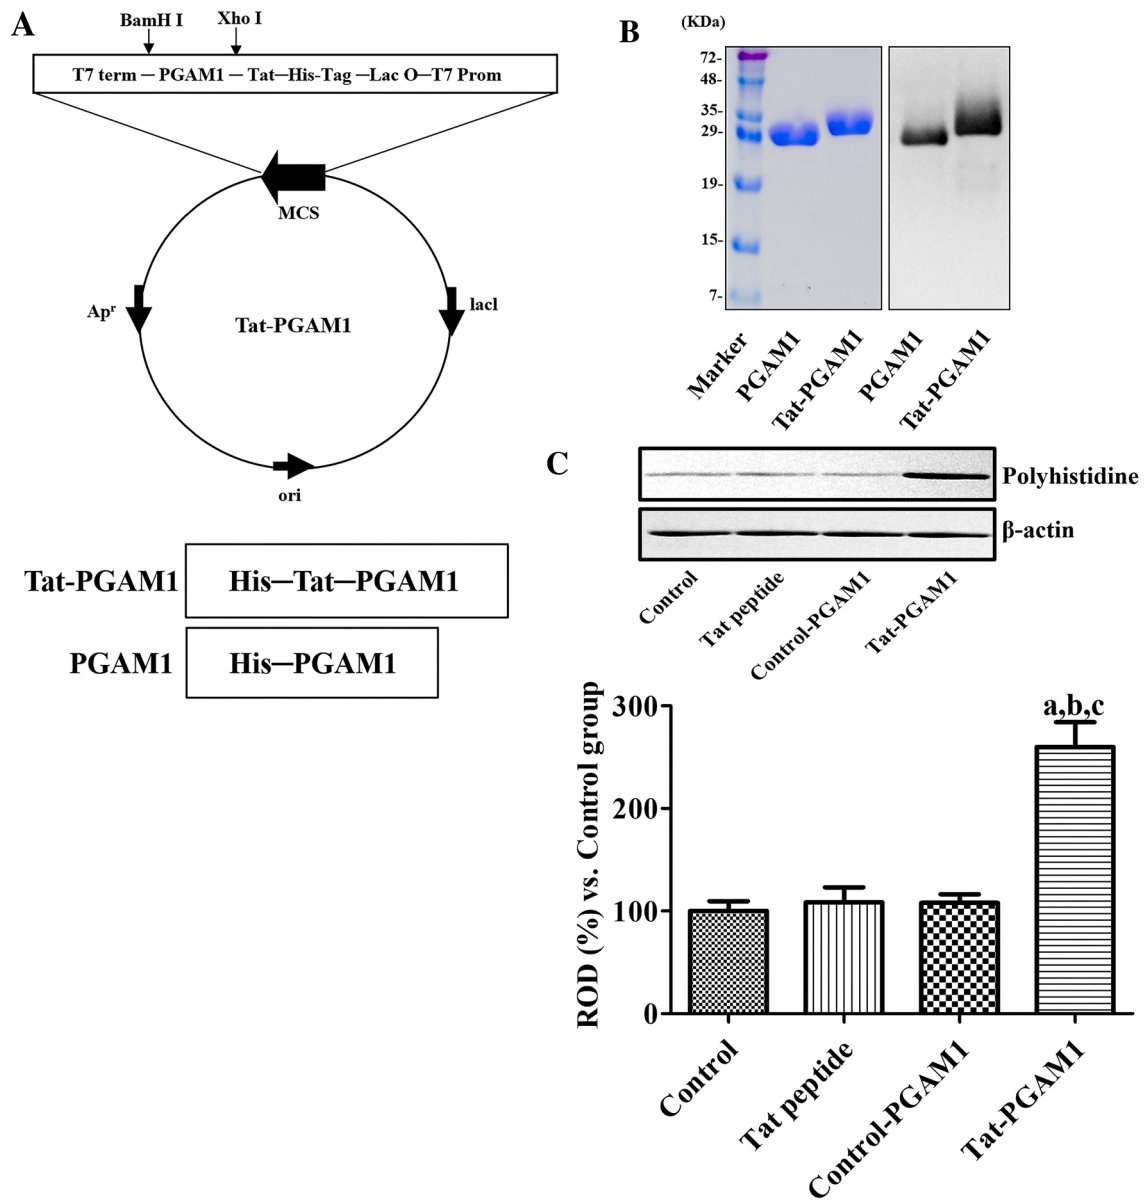 A
BamH I
Xho I
T7 term — PGAM1 — Tat—His-Tag —Lac O—T7 Prom
MCS
Apr
lacl
Tat-PGAM1
ori
Tat-PGAM1
His—Tat—PGAM1
PGAM1
His—PGAM1
B
(KDa)
72-
48-
35-
29-
19-
15-
7-
Marker
PGAM1
Tat-PGAM1
PGAM1
Tat-PGAM1
C
Polyhistidine
β-actin
Control
Tat peptide
Control-PGAM1
Tat-PGAM1
ROD (%) vs. Control group
300
200
100
0
a,b,c
Control
Tat peptide
Control-PGAM1
Tat-PGAM1